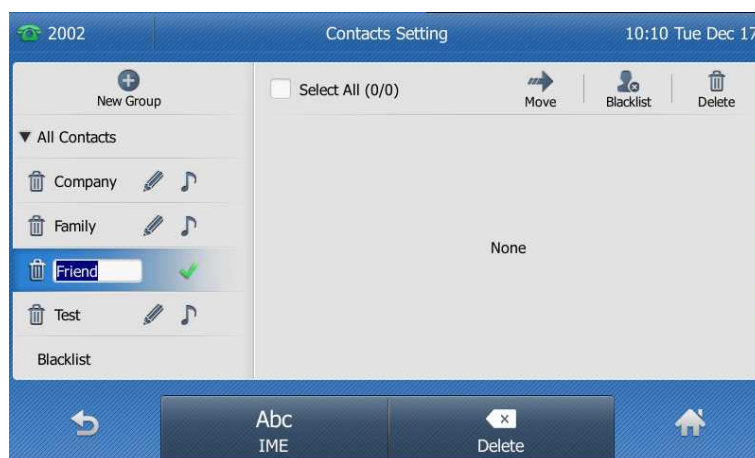 2002 Contacts Setting 10:10 Tue Dec 17
New Group
Select All (0/0) Move Blacklist Delete
All Contacts
Company
Family
None
Friend
Test
Blacklist
Abc
IME
Delete